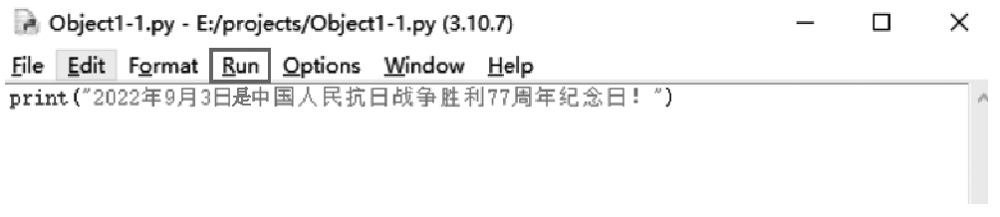 Object1-1.py - E:/projects/Object1-1.py (3.10.7)
File Edit Format Run Options Window Help
print("2022年9月3日是中国人民抗日战争胜利77周年纪念日！")